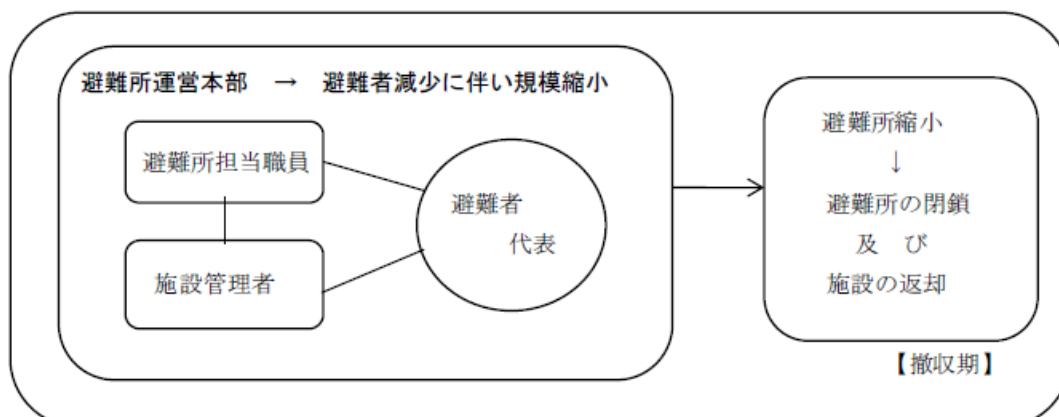 避難所運営本部　→　避難者減少に伴い規模縮小
避難所担当職員
施設管理者
避難者
代表
避難所縮小
↓
避難所の閉鎖
及　び
施設の返却
【撤収期】